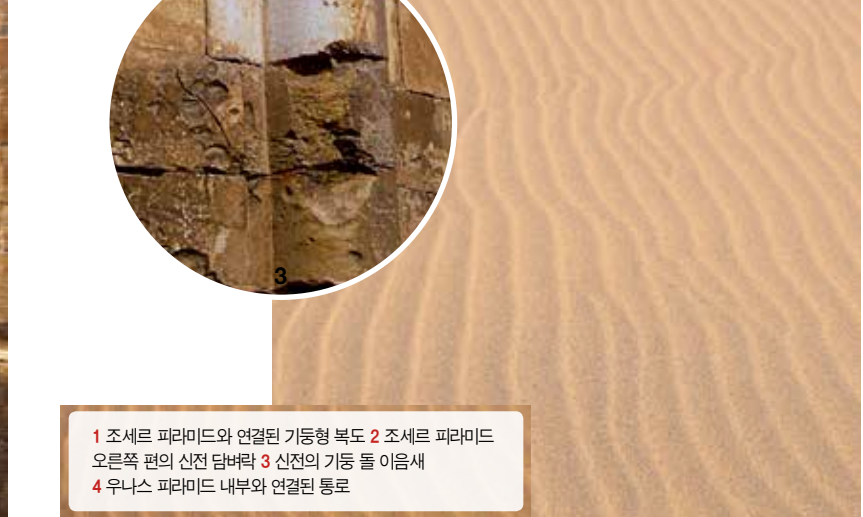 3
1 조세르 피라미드와 연결된 기둥형 복도 2 조세르 피라미드
오른쪽 편의 신전 담벼락 3 신전의 기둥 돌 이음새
4 우나스 피라미드 내부와 연결된 통로